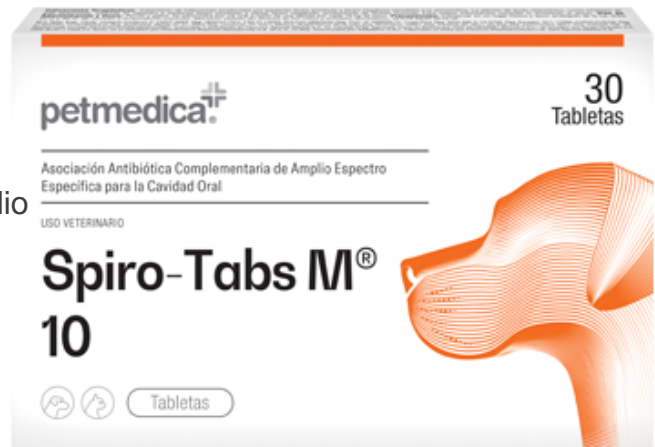 petmedica
30
Tabletas
Asociación Antibiótica Complementaria de Amplio Espectro
Específica para la Cavidad Oral
lio
USO VETERINARIO
Spiro-Tabs M®
10
Tabletas